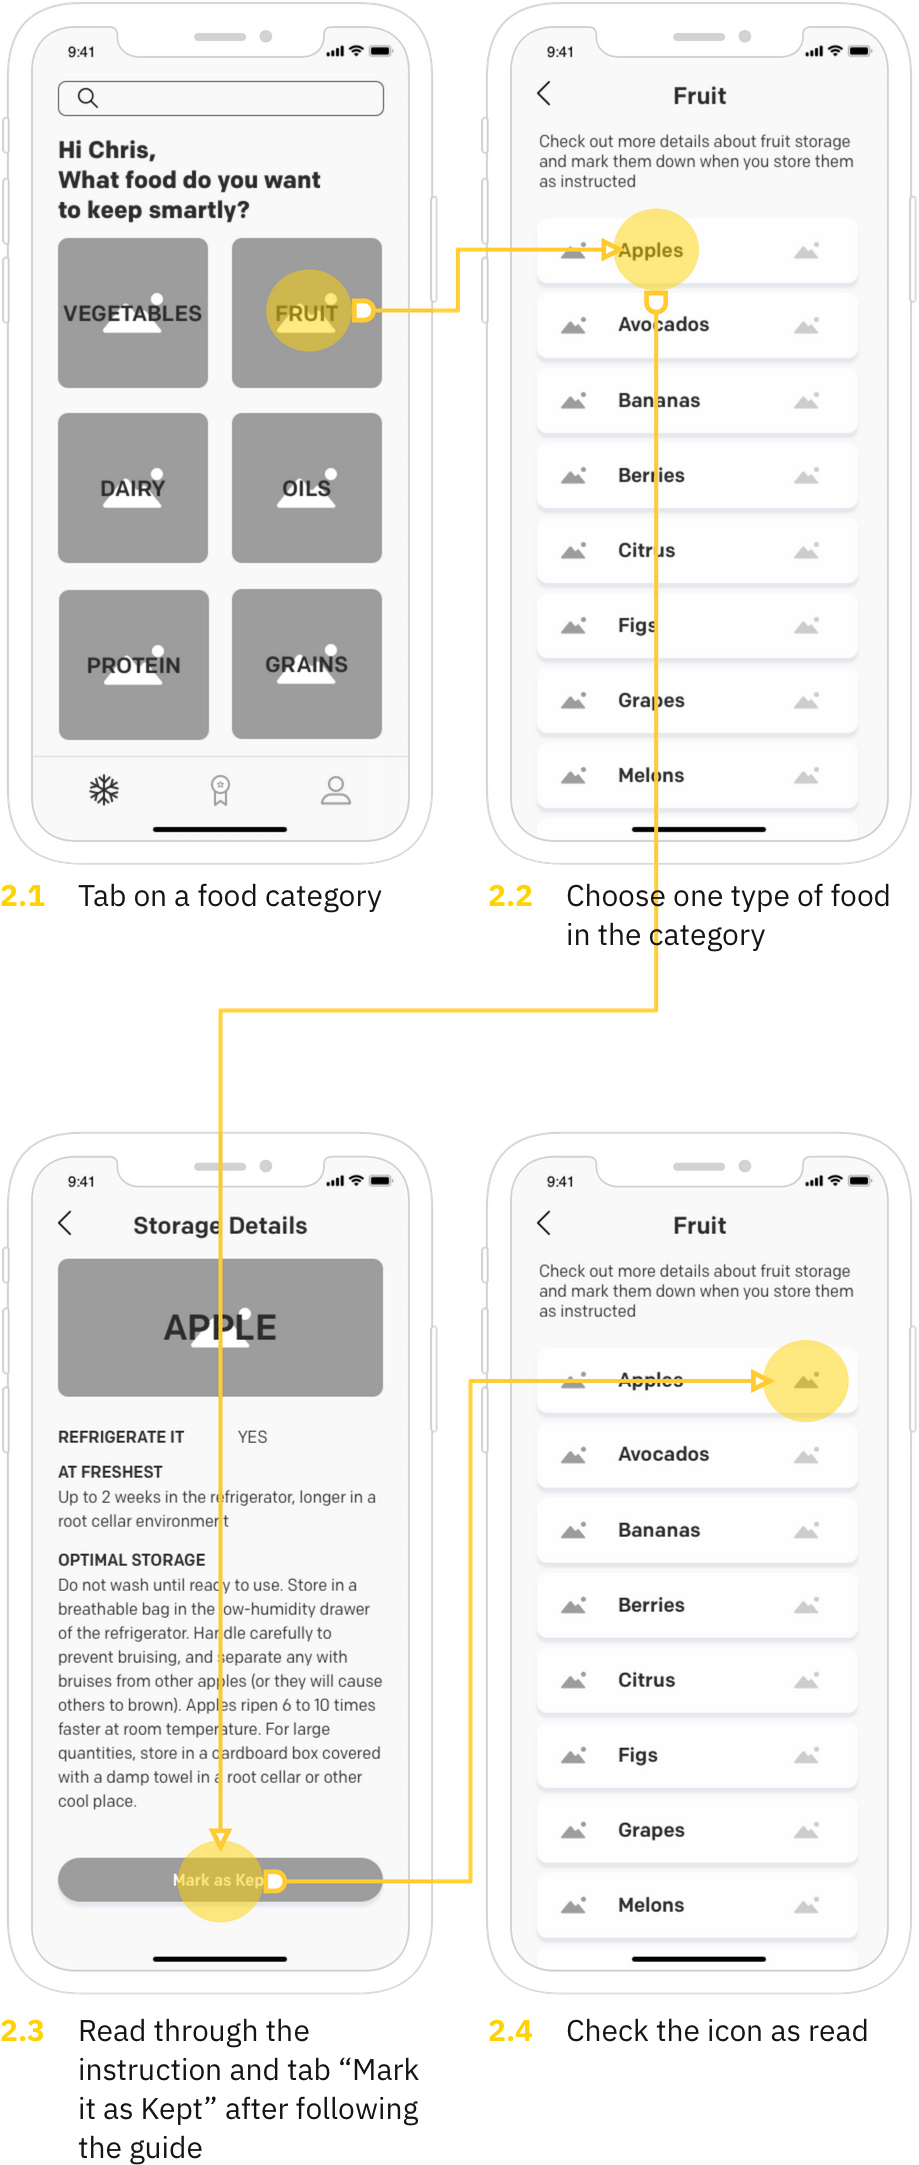 9:41
Hi Chris,
What food do you want
to keep smartly?
VEGETABLES
FRUIT
DAIRY
OILS
PROTEIN
GRAINS
2.1 Tab on a food category
9:41
Fruit
Check out more details about fruit storage
and mark them down when you store them
as instructed
Apples
Avocados
Bananas
Berries
Citrus
Figs
Grapes
Melons
2.2 Choose one type of food
in the category
9:41
Storage Details
APPLE
REFRIGERATE IT YES
AT FRESHEST
Up to 2 weeks in the refrigerator, longer in a
root cellar environment
OPTIMAL STORAGE
Do not wash until ready to use. Store in a
breathable bag in the low-humidity drawer
of the refrigerator. Handle carefully to
prevent bruising, and separate any with
bruises from other apples (or they will cause
others to brown). Apples ripen 6 to 10 times
faster at room temperature. For large
quantities, store in a cardboard box covered
with a damp towel in a root cellar or other
cool place.
Mark as Kep
2.3 Read through the
instruction and tab “Mark
it as Kept” after following
the guide
9:41
Fruit
Check out more details about fruit storage
and mark them down when you store them
as instructed
Apples
Avocados
Bananas
Berries
Citrus
Figs
Grapes
Melons
2.4 Check the icon as read